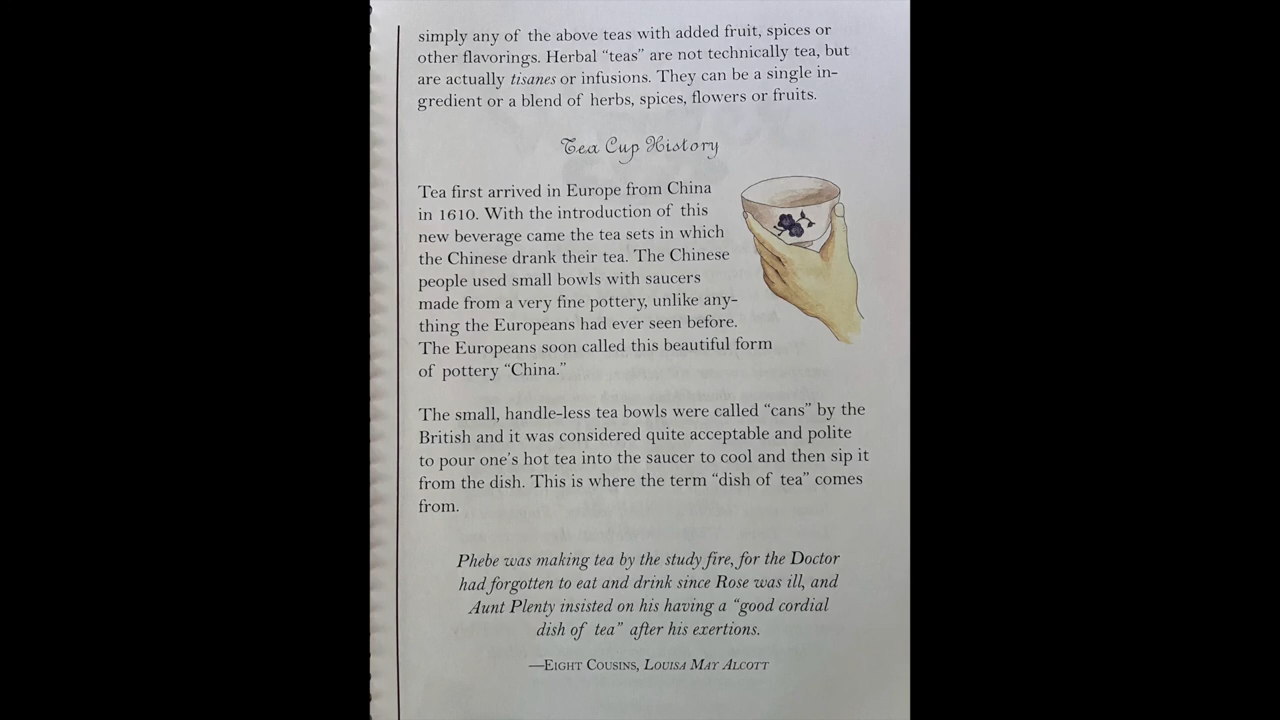 simply any of the above teas with added fruit, spices or
other flavorings. Herbal “teas” are not technically tea, but
are actually tisanes or infusions. They can be a single in-
gredient or a blend of herbs, spices, flowers or fruits.
Tea Cup History
Tea first arrived in Europe from China
in 1610. With the introduction of this
new beverage came the tea sets in which
the Chinese drank their tea. The Chinese
people used small bowls with saucers
made from a very fine pottery, unlike any-
thing the Europeans had ever seen before.
The Europeans soon called this beautiful form
of pottery “China.”
The small, handle-less tea bowls were called “cans” by the
British and it was considered quite acceptable and polite
to pour one's hot tea into the saucer to cool and then sip it
from the dish. This is where the term “dish of tea” comes
from.
Phebe was making tea by the study fire, for the Doctor
had forgotten to eat and drink since Rose was ill, and
Aunt Plenty insisted on his having a “good cordial
dish of tea” after his exertions.
—Eight Cousins, Louisa May Alcott